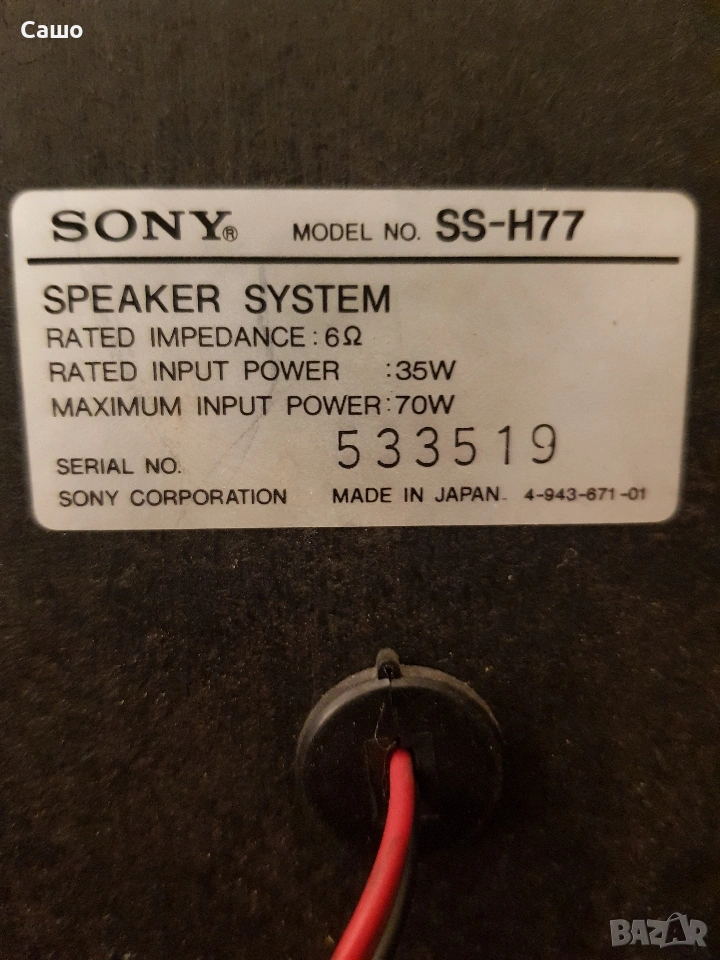 Сашо
SONY® MODEL NO. SS-H77
SPEAKER SYSTEM
RATED IMPEDANCE : 6Ω
RATED INPUT POWER :35W
MAXIMUM INPUT POWER:70W
SERIAL NO. 533519
SONY CORPORATION MADE IN JAPAN 4-943-671-01
BAZAR